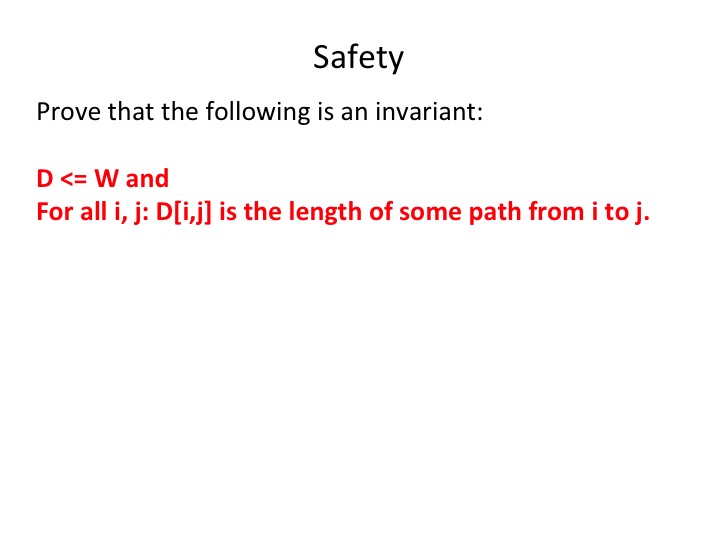 Safety
Prove that the following is an invariant:
D <= W and
For all i, j: D[i,j] is the length of some path from i to j.